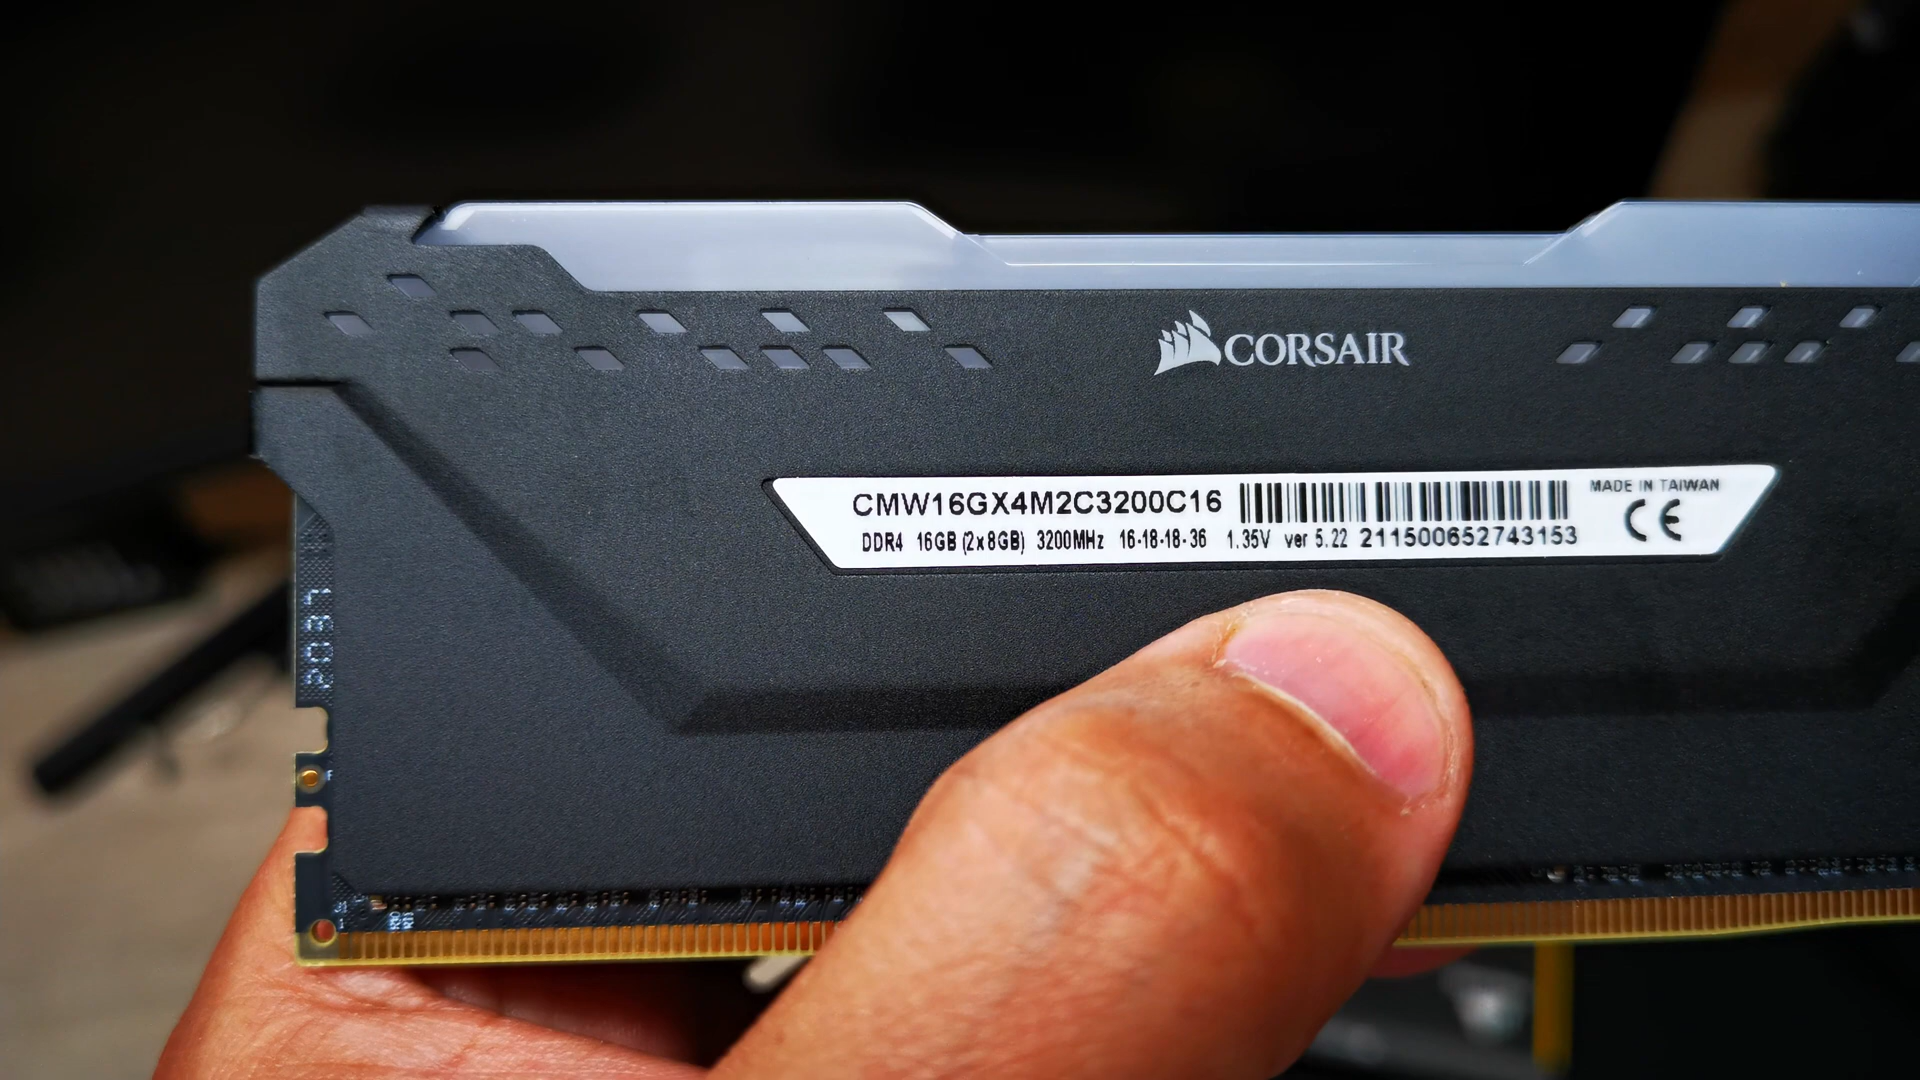 CORSAIR
CMW16GX4M2C3200C16
MADE IN TAIWAN
DDR4 16GB (2x8GB) 3200MHz 16-18-18-36 1.35V ver 5.22 211500652743153
CE
2037
F